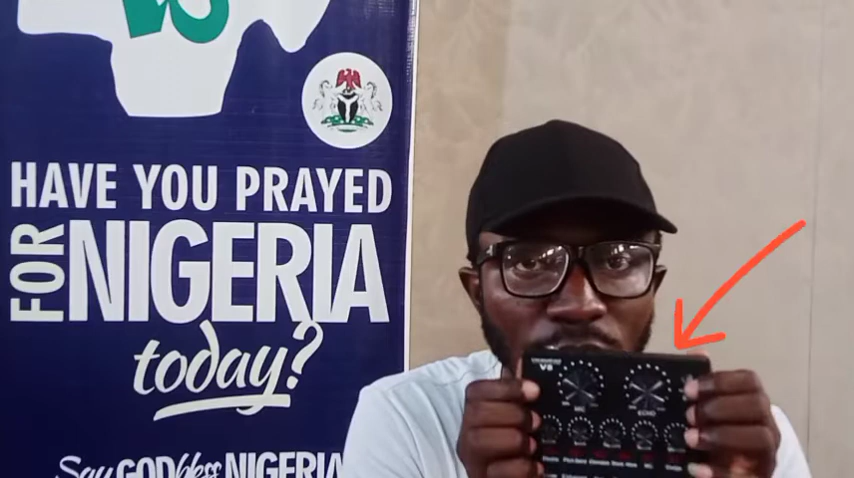 HAVE YOU PRAYED
FOR NIGERIA
today?
Say GOD bless NIGERIA
V8
MIC
ECHO